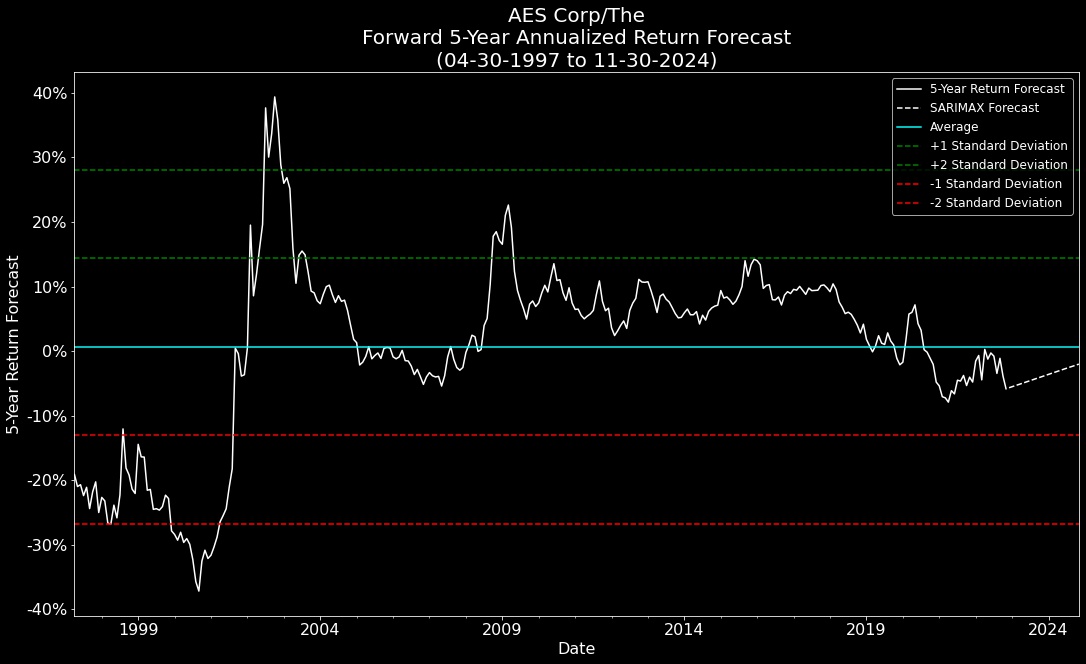 AES Corp/The
Forward 5-Year Annualized Return Forecast
(04-30-1997 to 11-30-2024)
5-Year Return Forecast
SARIMAX Forecast
Average
+1 Standard Deviation
+2 Standard Deviation
-1 Standard Deviation
-2 Standard Deviation
5-Year Return Forecast
40%
30%
20%
10%
0%
-10%
-20%
-30%
-40%
1999 2004 2009 2014 2019 2024
Date